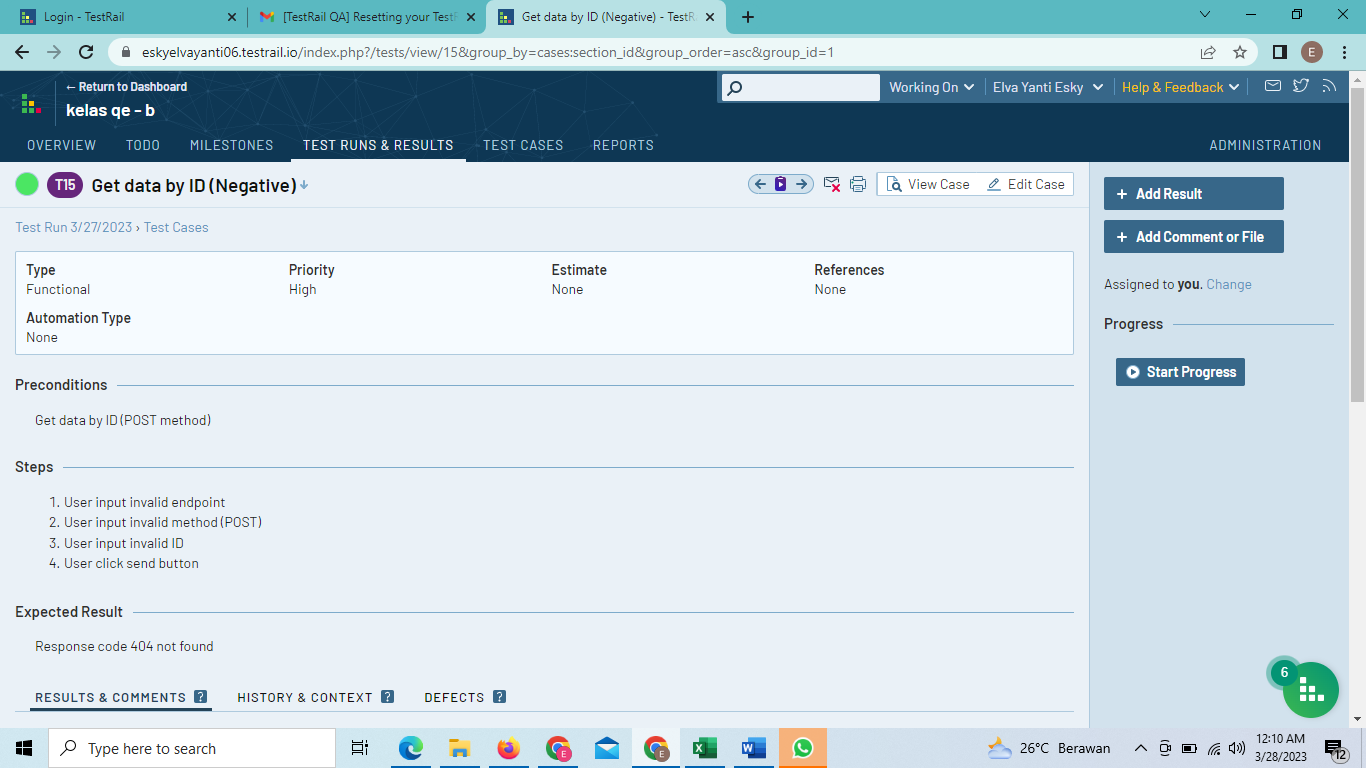 Login - TestRail
[TestRail QA] Resetting your TestR
Get data by ID (Negative) - TestR
eskyelvayanti06.testrail.io/index.php?/tests/view/15&group_by=cases:section_id&group_order=asc&group_id=1
E
← Return to Dashboard
kelas qe - b
Working On
Elva Yanti Esky
Help & Feedback
OVERVIEW
TODO
MILESTONES
TEST RUNS & RESULTS
TEST CASES
REPORTS
ADMINISTRATION
T15
Get data by ID (Negative)
View Case
Edit Case
+ Add Result
+ Add Comment or File
Test Run 3/27/2023 › Test Cases
Assigned to you. Change
Progress
Start Progress
Type
Functional
Priority
High
Estimate
None
References
None
Automation Type
None
Preconditions
Get data by ID (POST method)
Steps
1. User input invalid endpoint
2. User input invalid method (POST)
3. User input invalid ID
4. User click send button
Expected Result
Response code 404 not found
RESULTS & COMMENTS ?
HISTORY & CONTEXT ?
DEFECTS ?
6
Type here to search
E
E
26°C Berawan
12:10 AM
3/28/2023
12